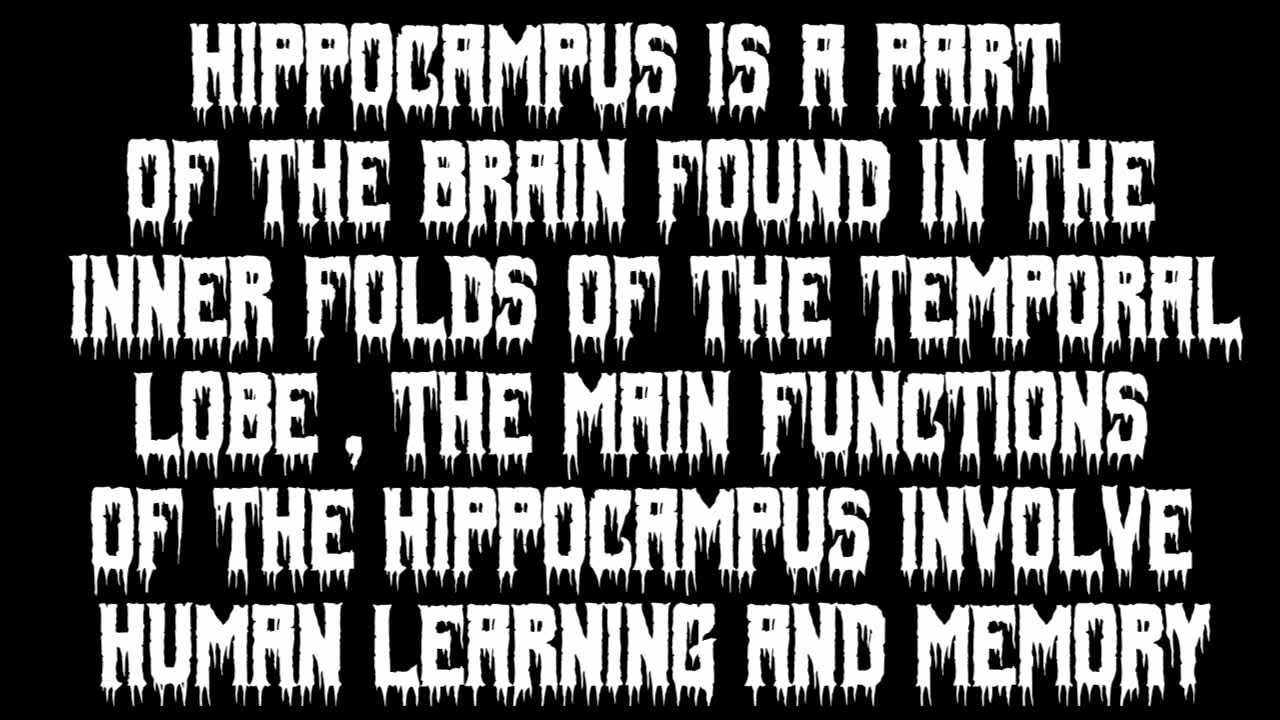 HIPPOCAMPUS IS A PART
OF THE BRAIN FOUND IN THE
INNER FOLDS OF THE TEMPORAL
LOBE , THE MAIN FUNCTIONS
OF THE HIPPOCAMPUS INVOLVE
HUMAN LEARNING AND MEMORY